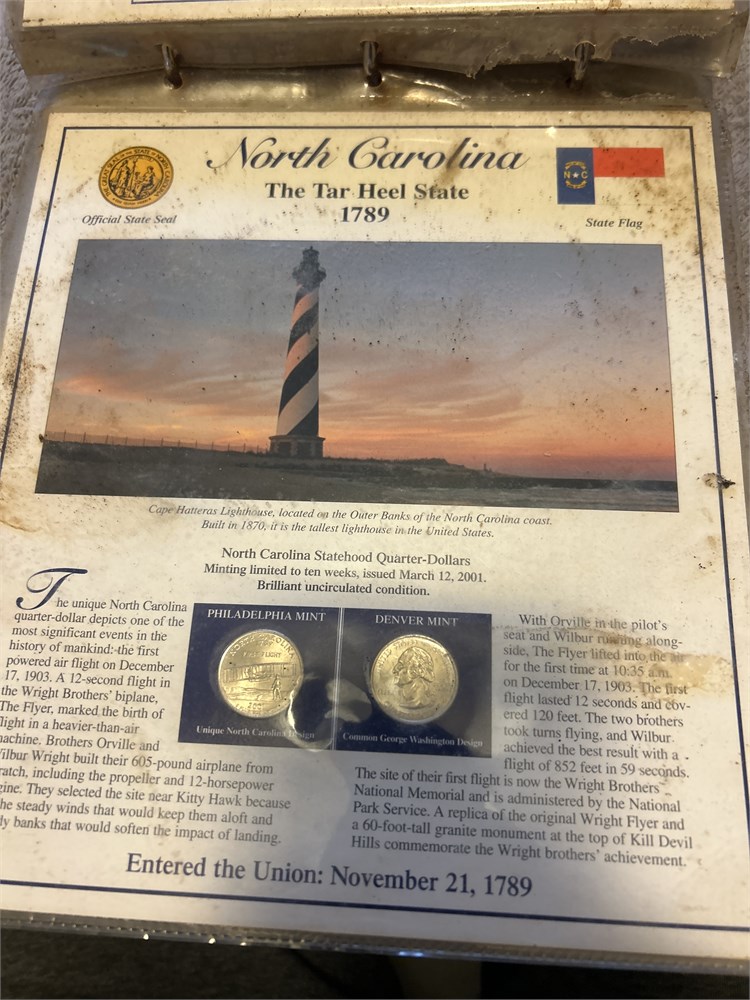 North Carolina
The Tar Heel State
1789
Official State Seal
N C
State Flag
Cape Hatteras Lighthouse, located on the Outer Banks of the North Carolina coast.
Built in 1870, it is the tallest lighthouse in the United States.
North Carolina Statehood Quarter-Dollars
Minting limited to ten weeks, issued March 12, 2001.
Brilliant uncirculated condition.
The unique North Carolina
quarter-dollar depicts one of the
most significant events in the
history of mankind: the first
powered air flight on December
17, 1903. A 12-second flight in
the Wright Brothers' biplane,
The Flyer, marked the birth of
flight in a heavier-than-air
machine. Brothers Orville and
Wilbur Wright built their 605-pound airplane from
ratch, including the propeller and 12-horsepower
gine. They selected the site near Kitty Hawk because
he steady winds that would keep them aloft and
dy banks that would soften the impact of landing.
PHILADELPHIA MINT
FIRST FLIGHT
Unique North Carolina Design
DENVER MINT
Common George Washington Design
With Orville in the pilot's
seat and Wilbur running along-
side, The Flyer lifted into the air
for the first time at 10:35 a.m.
on December 17, 1903. The first
flight lasted 12 seconds and cov-
ered 120 feet. The two brothers
took turns flying, and Wilbur
achieved the best result with a
flight of 852 feet in 59 seconds.
The site of their first flight is now the Wright Brothers
National Memorial and is administered by the National
Park Service. A replica of the original Wright Flyer and
a 60-foot-tall granite monument at the top of Kill Devil
Hills commemorate the Wright brothers' achievement.
Entered the Union: November 21, 1789